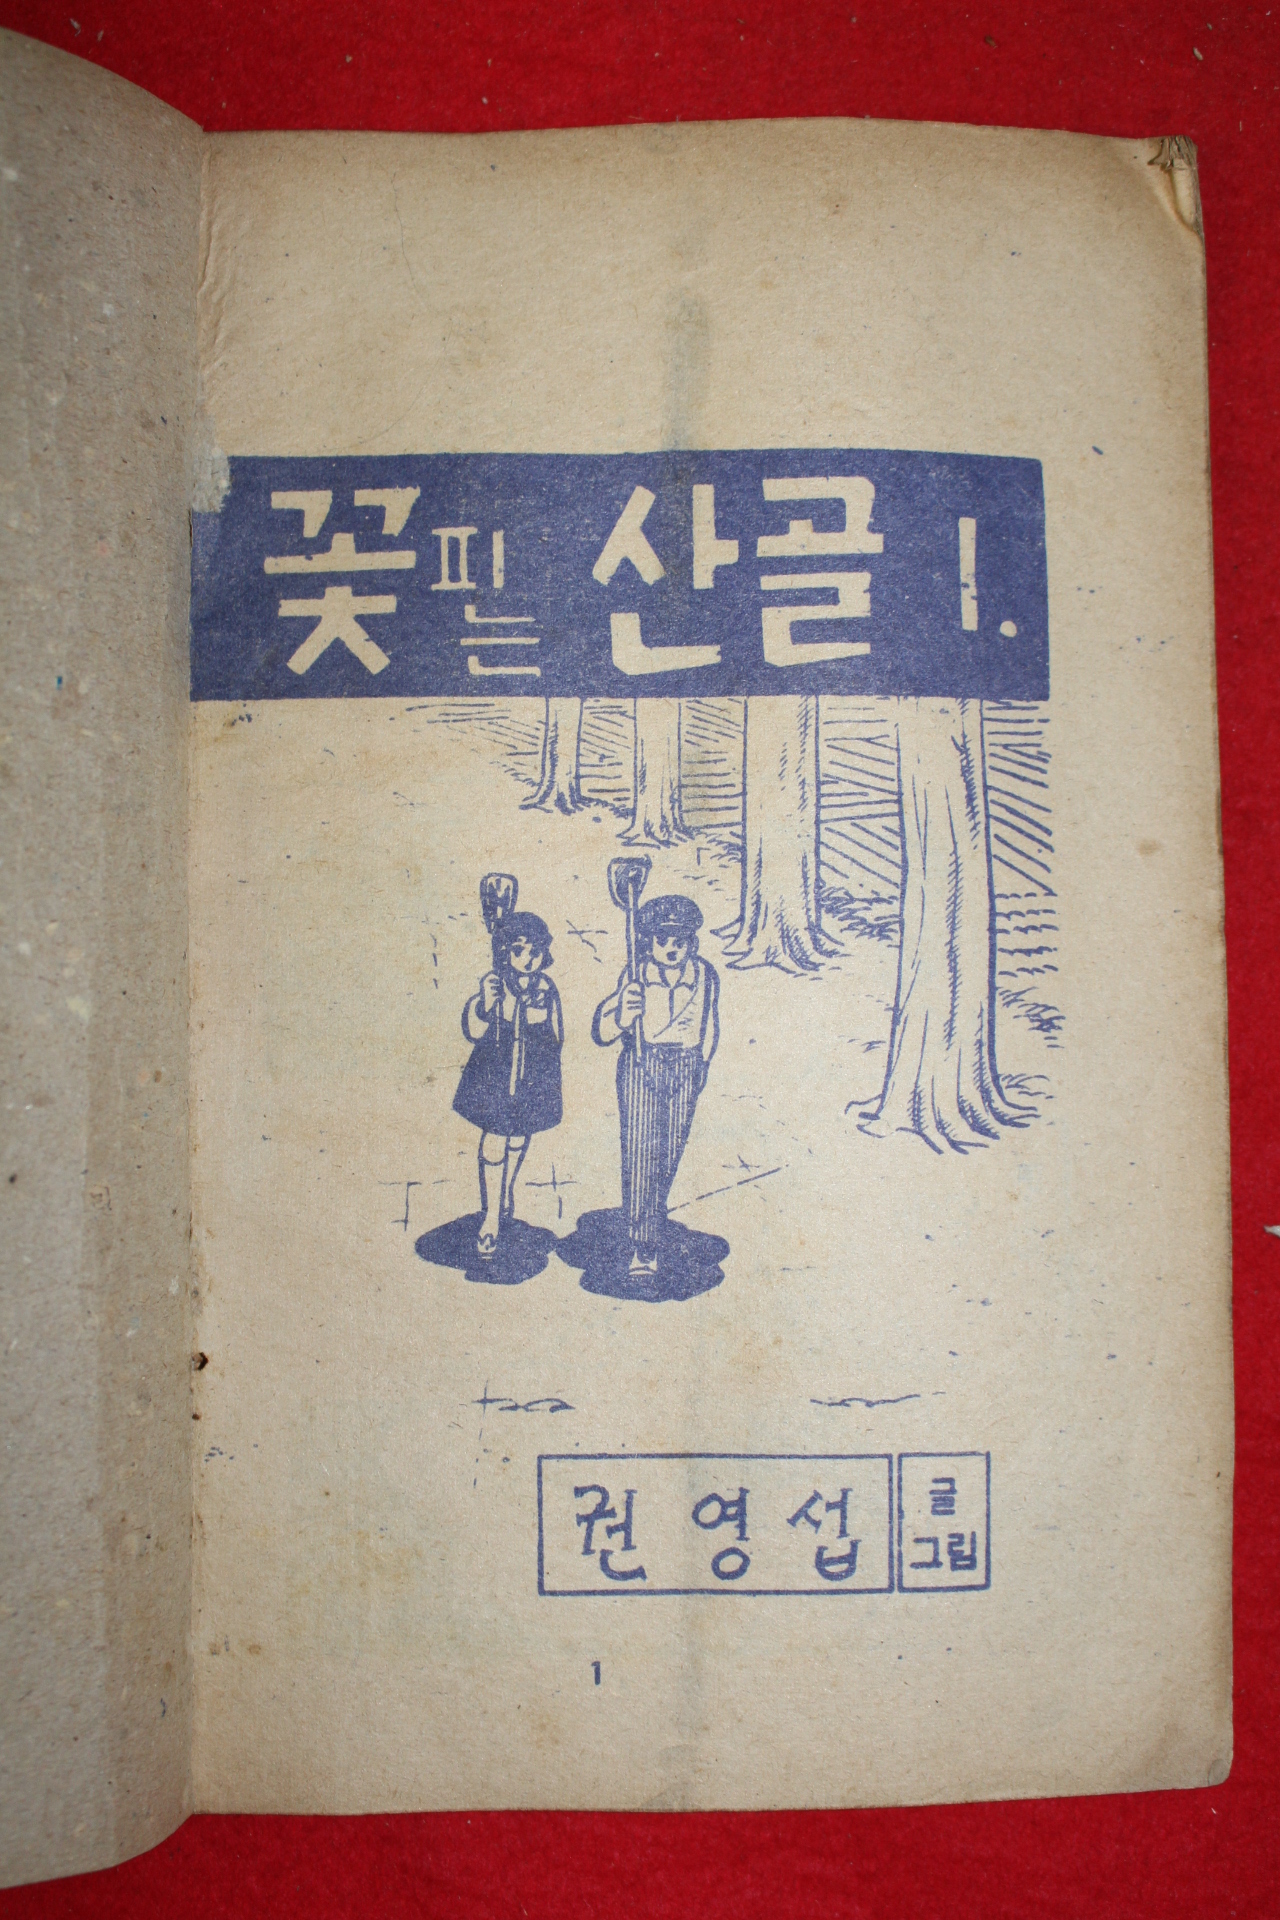 꽃피는 산골 1.
권영섭 글
그림
1